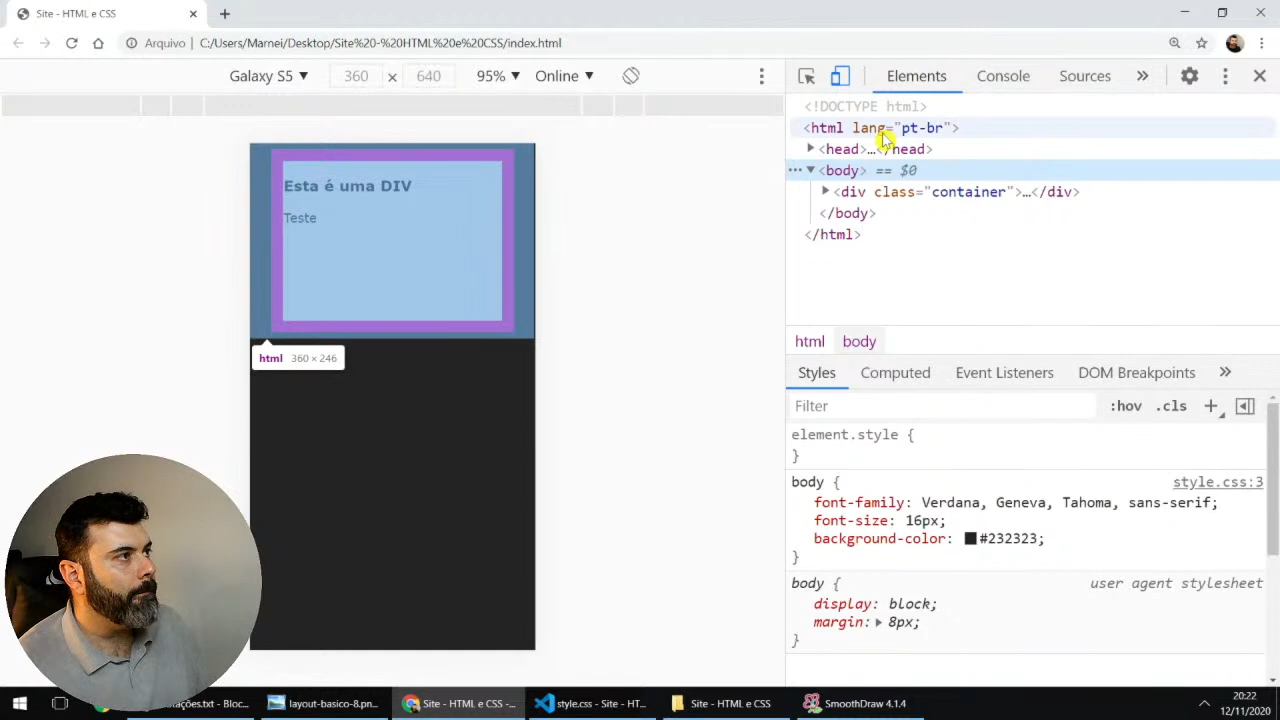 Site - HTML e CSS
Arquivo
C:/Users/Marnei/Desktop/Site%20-%20HTML%20e%20CSS/index.html
Galaxy S5 ▼ 360 × 640 95% ▼ Online ▼
Elements Console Sources »
<!DOCTYPE html>
<html lang="pt-br">
<head>…</head>
<body> == $0
<div class="container">…</div>
</body>
</html>
Esta é uma DIV
Teste
html 360 × 246
html body
Styles Computed Event Listeners DOM Breakpoints »
Filter :hov .cls +
element.style {
}
body { style.css:3
font-family: Verdana, Geneva, Tahoma, sans-serif;
font-size: 16px;
background-color: #232323;
}
body { user agent stylesheet
display: block;
margin: 8px;
}
ações.txt - Bloc...
layout-basico-8.pn...
Site - HTML e CSS -...
style.css - Site - HT...
Site - HTML e CSS
SmoothDraw 4.1.4
20:22
12/11/2020